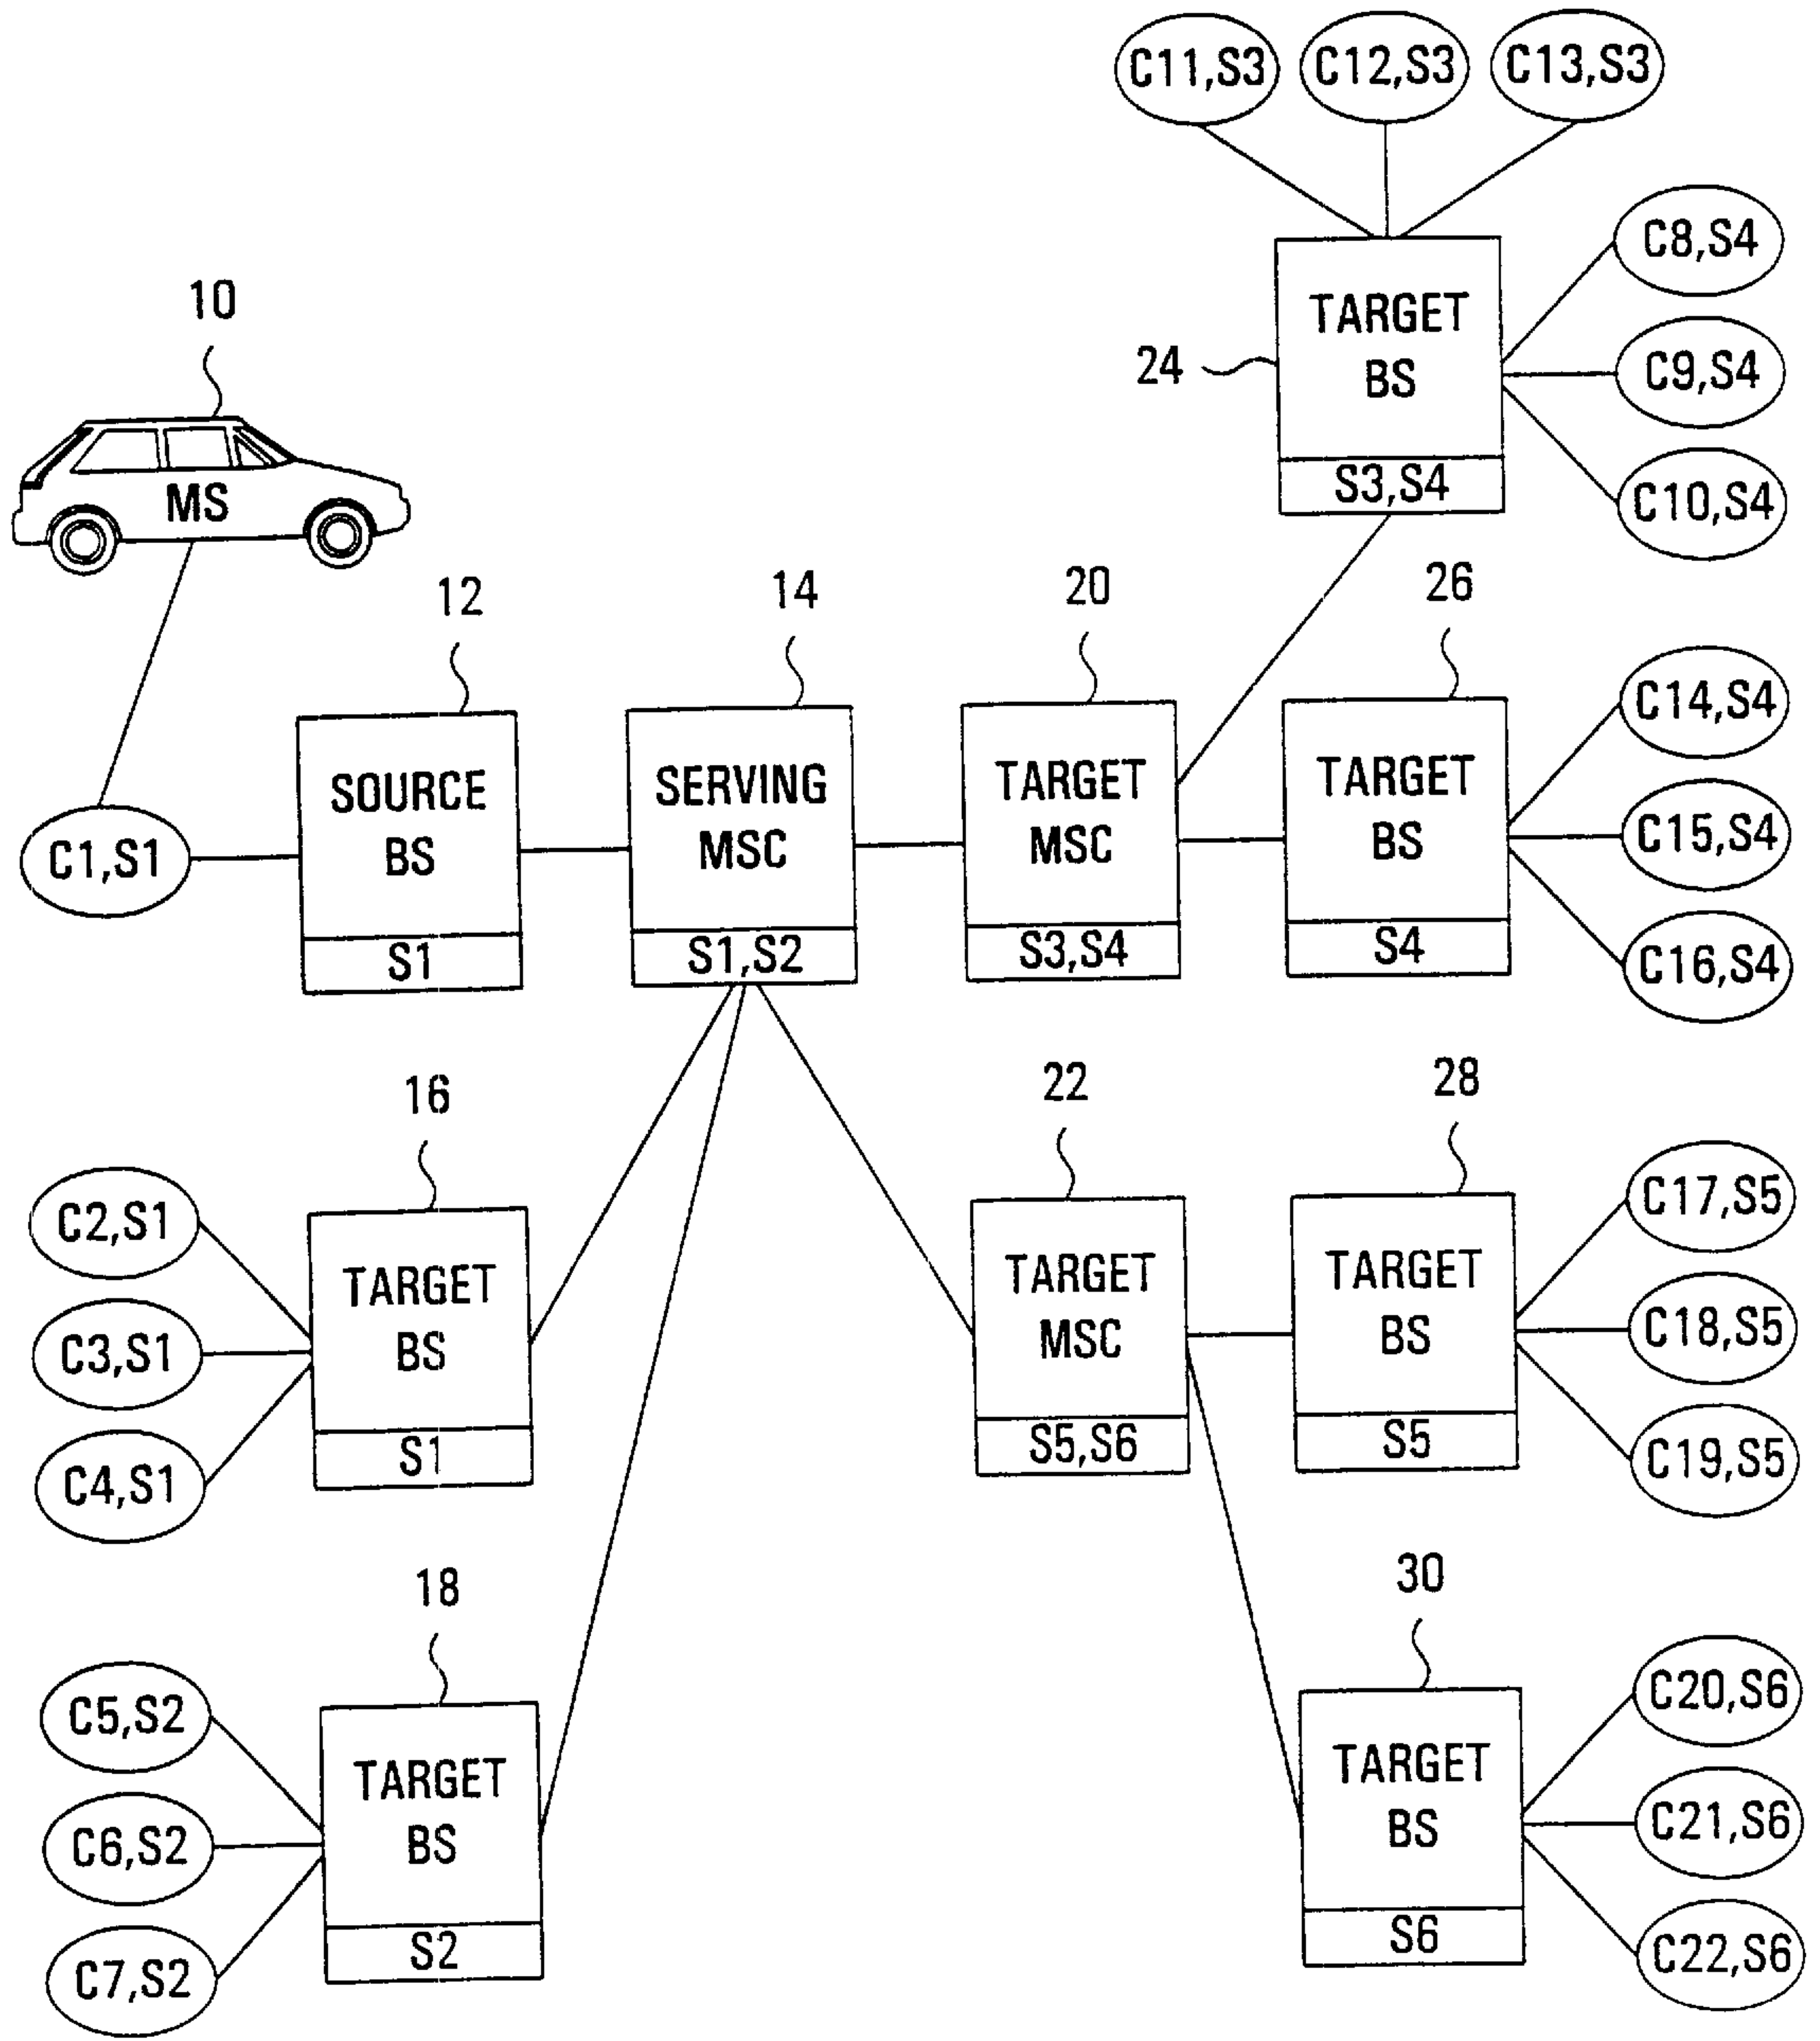 C11,S3
C12,S3
C13,S3
C8,S4
C9,S4
C10,S4
24
TARGET
BS
S3,S4
10
MS
C1,S1
12
SOURCE
BS
S1
14
SERVING
MSC
S1,S2
20
TARGET
MSC
S3,S4
26
TARGET
BS
S4
C14,S4
C15,S4
C16,S4
16
C2,S1
C3,S1
C4,S1
TARGET
BS
S1
22
TARGET
MSC
S5,S6
28
TARGET
BS
S5
C17,S5
C18,S5
C19,S5
18
C5,S2
C6,S2
C7,S2
TARGET
BS
S2
30
TARGET
BS
S6
C20,S6
C21,S6
C22,S6